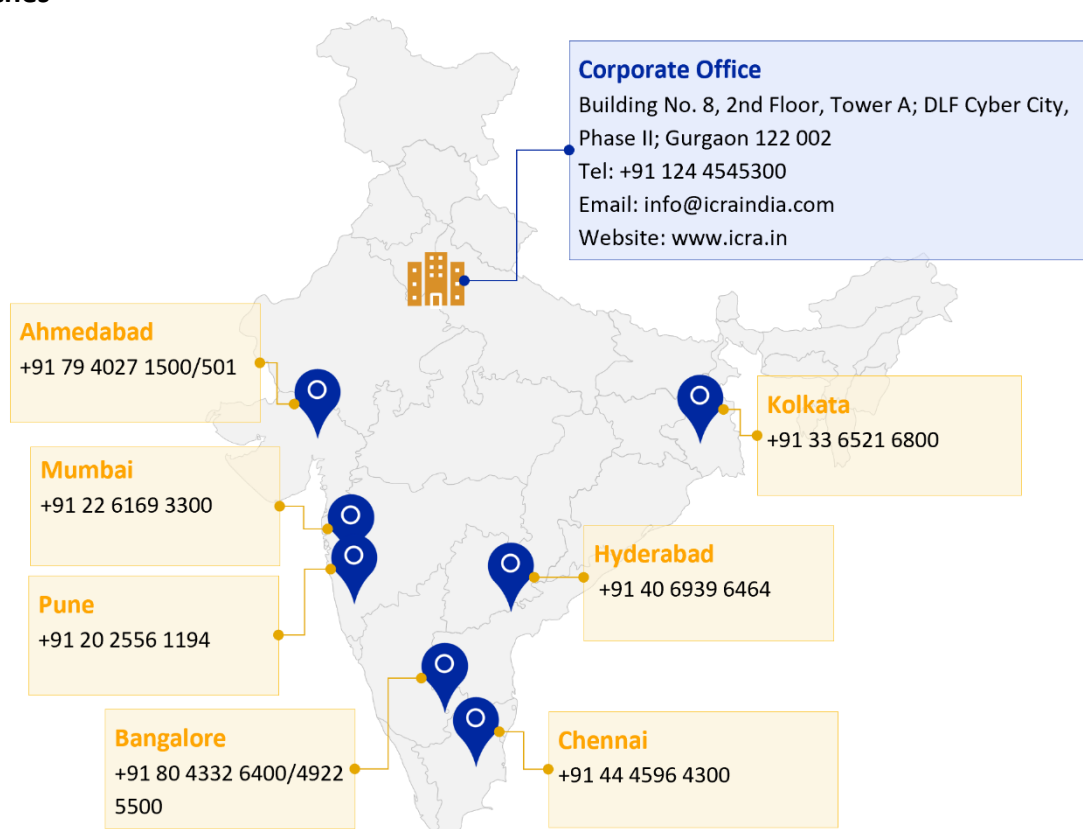 Corporate Office
Building No. 8, 2nd Floor, Tower A; DLF Cyber City,
Phase II; Gurgaon 122 002
Tel: +91 124 4545300
Email: info@icraindia.com
Website: www.icra.in
Ahmedabad
+91 79 4027 1500/501
Kolkata
+91 33 6521 6800
Mumbai
+91 22 6169 3300
Hyderabad
+91 40 6939 6464
Pune
+91 20 2556 1194
Bangalore
+91 80 4332 6400/4922
5500
Chennai
+91 44 4596 4300